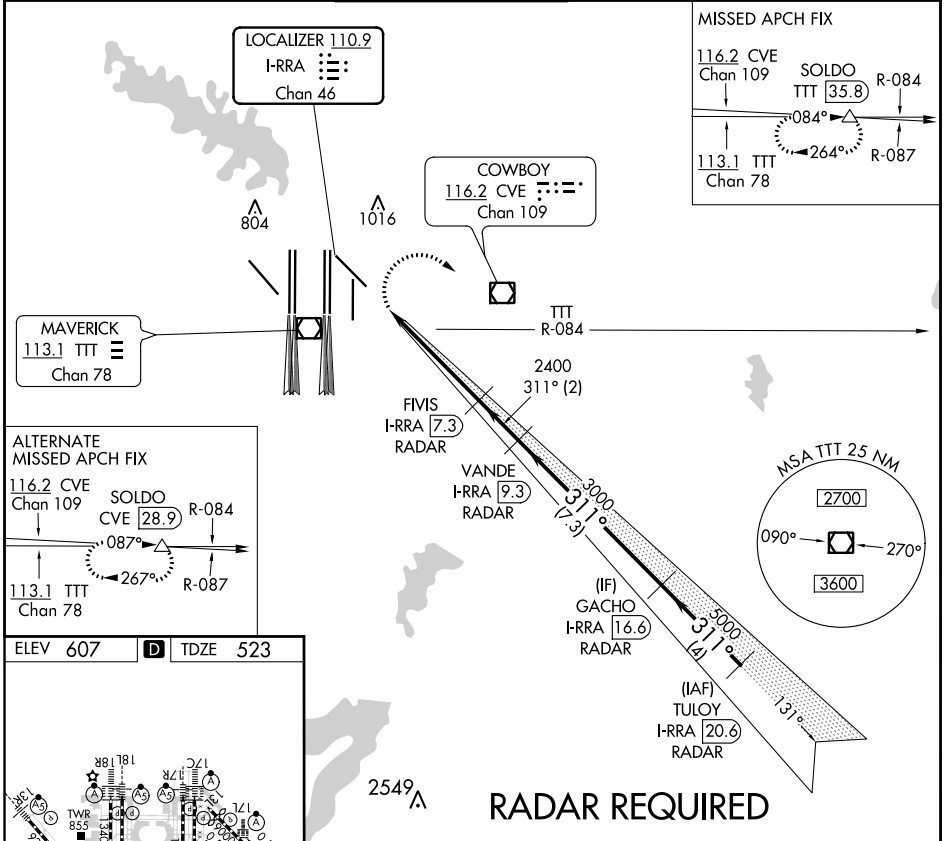 LOCALIZER 110.9
I-RRA
Chan 46
MISSED APCH FIX
116.2 CVE
Chan 109
SOLDO
TTT 35.8
R-084
084°
264°
R-087
113.1 TTT
Chan 78
COWBOY
116.2 CVE
Chan 109
804
1016
MAVERICK
113.1 TTT
Chan 78
TTT
R-084
2400
311° (2)
FIVIS
I-RRA 7.3
RADAR
VANDE
I-RRA 9.3
RADAR
3000
311°
(7.3)
(IF)
GACHO
I-RRA 16.6
RADAR
5000
311°
(4)
(IAF)
TULOY
I-RRA 20.6
RADAR
131°
MSA TTT 25 NM
2700
090°
270°
3600
ALTERNATE
MISSED APCH FIX
116.2 CVE
Chan 109
SOLDO
CVE 28.9
R-084
087°
267°
R-087
113.1 TTT
Chan 78
ELEV 607
D
TDZE 523
18R
18L
17R
17C
17L
A
A5
A5
A
A5
A
P
P
P
TWR
855
2549
RADAR REQUIRED